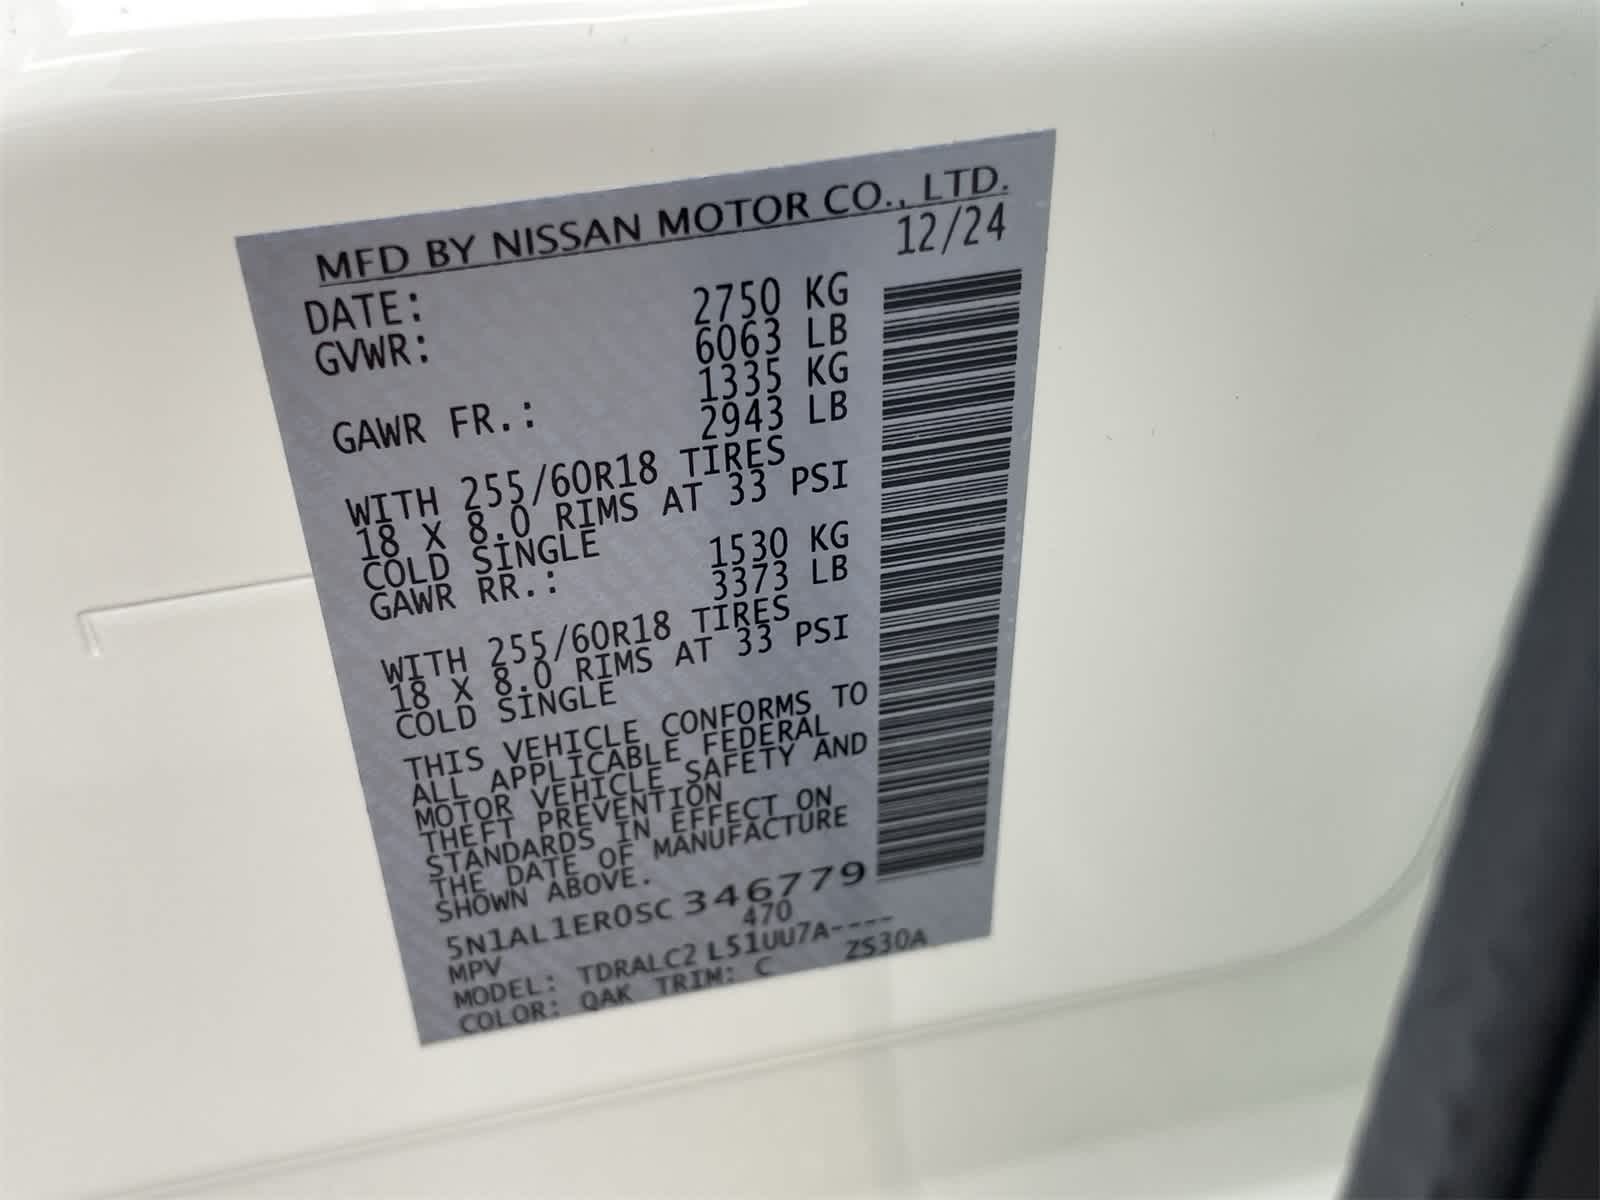 MFD BY NISSAN MOTOR CO., LTD.
DATE: 12/24
GVWR: 2750 KG
6063 LB
GAWR FR.: 1335 KG
2943 LB
WITH 255/60R18 TIRES
18 X 8.0 RIMS AT 33 PSI
COLD SINGLE
GAWR RR.: 1530 KG
3373 LB
WITH 255/60R18 TIRES
18 X 8.0 RIMS AT 33 PSI
COLD SINGLE
THIS VEHICLE CONFORMS TO
ALL APPLICABLE FEDERAL
MOTOR VEHICLE SAFETY AND
THEFT PREVENTION
STANDARDS IN EFFECT ON
THE DATE OF MANUFACTURE
SHOWN ABOVE.
5N1AL1ER0SC346779
MPV 470
MODEL: TDRALC2 L51UU7A----
COLOR: QAK TRIM: C ZS30A